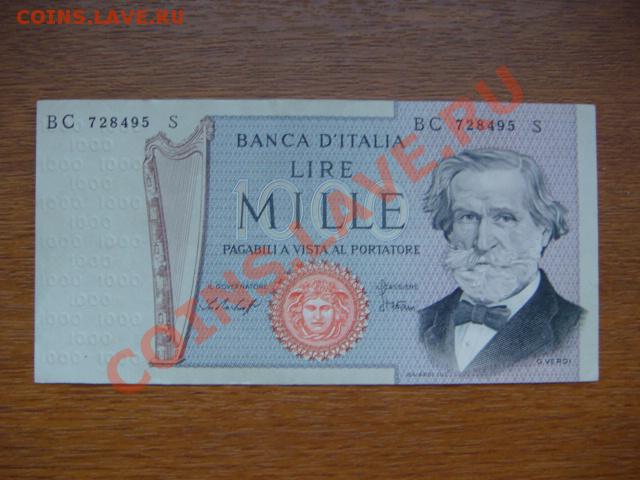 COINS.LAVE.RU
BC 728495 S
BC 728495 S
BANCA D'ITALIA
LIRE
1000
MILLE
PAGABILI A VISTA AL PORTATORE
IL GOVERNATORE
IL CASSIERE
G. VERDI
COINS.LAVE.RU